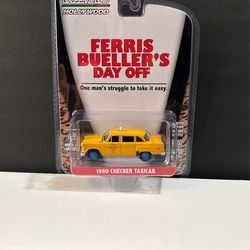 HOLLYWOOD
FERRIS
BUELLER'S
DAY OFF
One man's struggle to take it easy.
1980 CHECKER TAXICAB